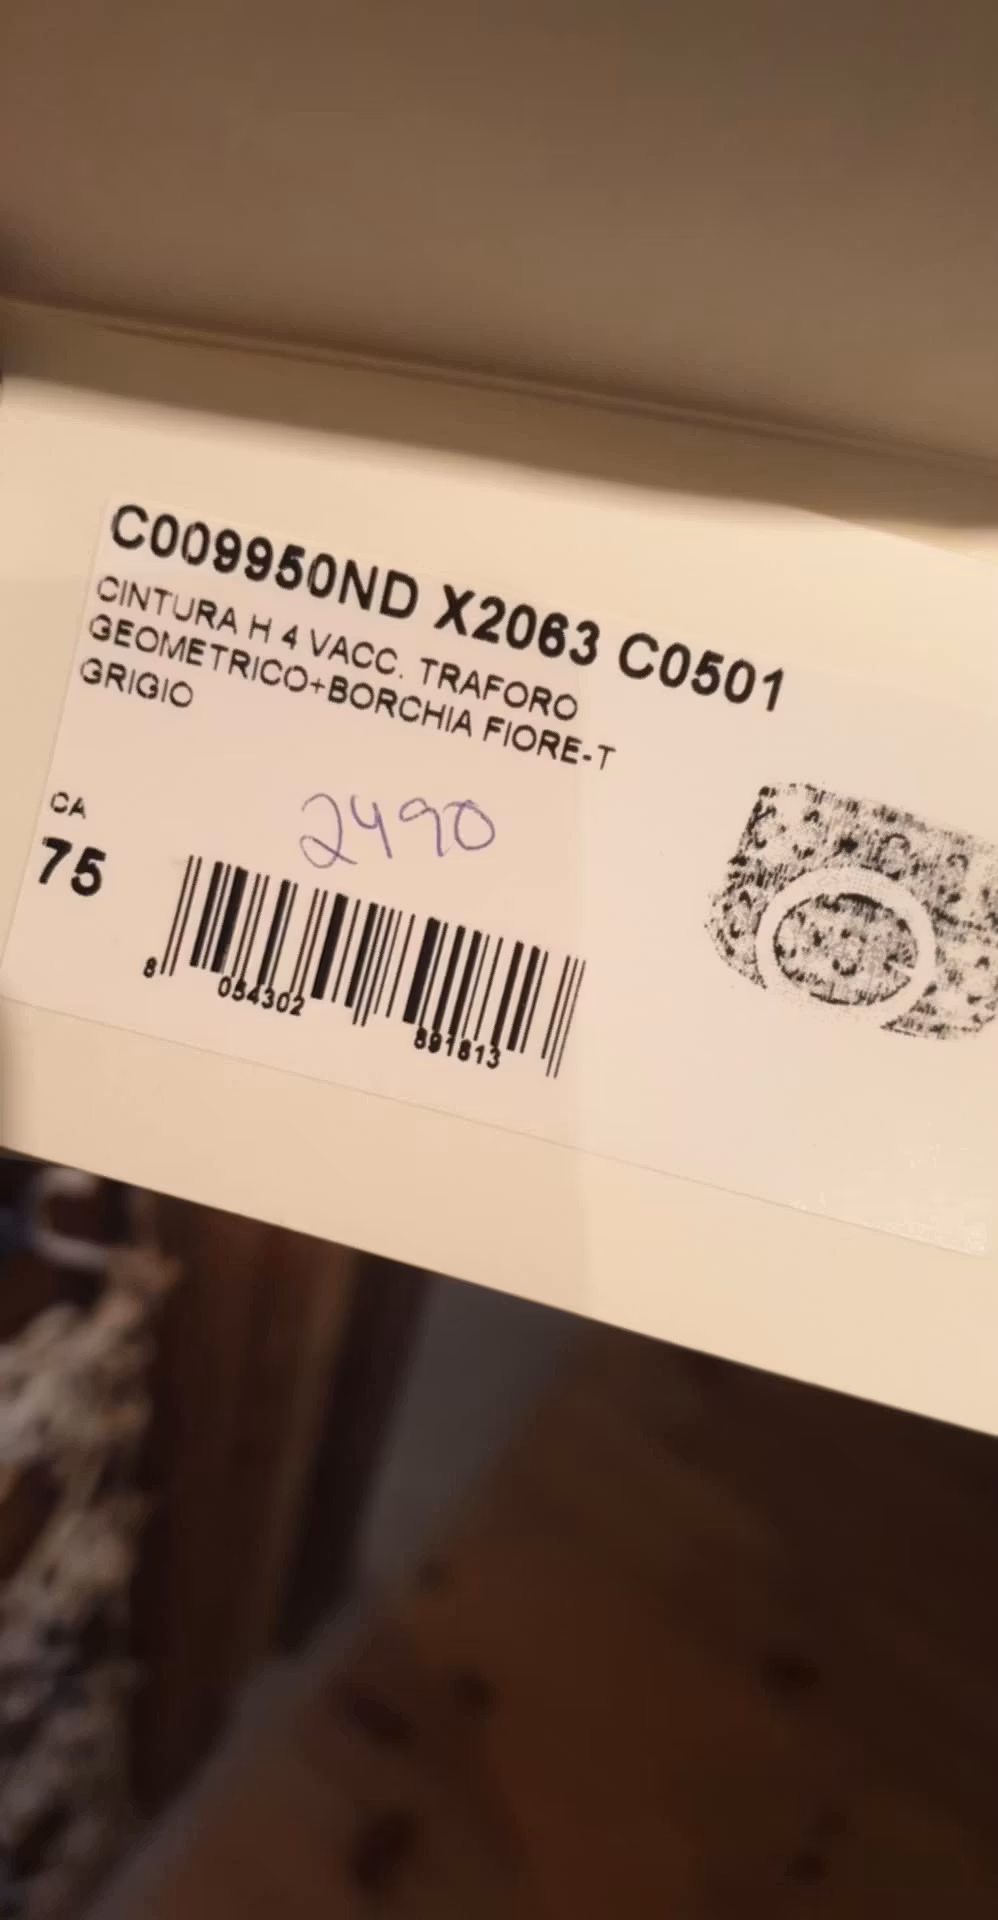 C009950ND X2063 C0501
CINTURA H 4 VACC. TRAFORO
GEOMETRICO+BORCHIA FIORE-T
GRIGIO
CA
75
2490
8 054302 891813